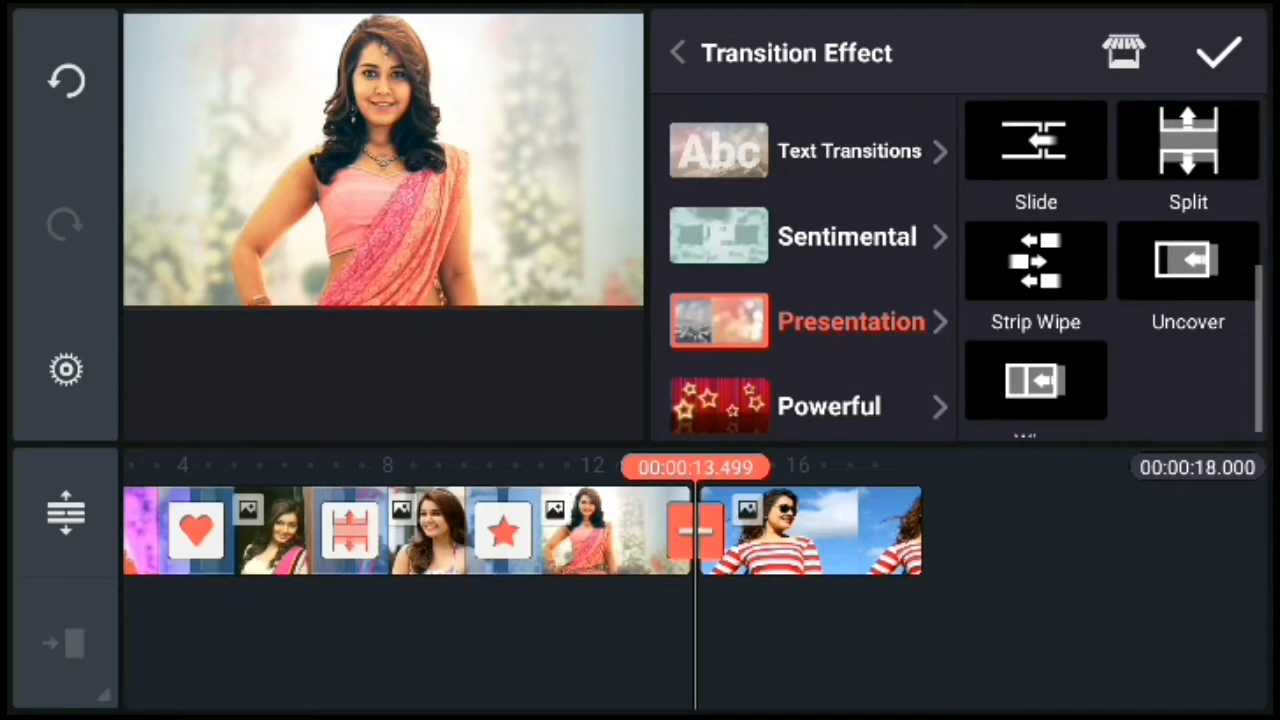 Transition Effect
Abc
Text Transitions
Sentimental
Presentation
Powerful
Slide
Split
Strip Wipe
Uncover
4
8
12
00:00:13.499
16
00:00:18.000